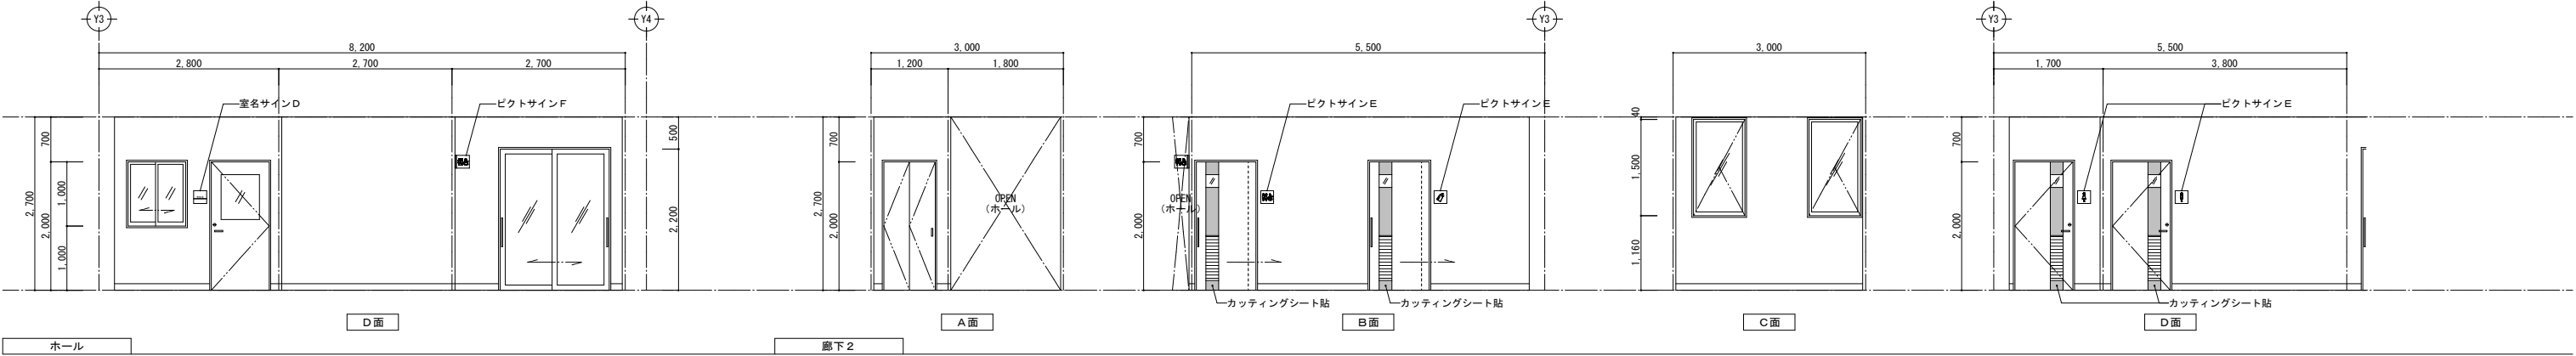 Y3
Y4
8,200
2,800
2,700
2,700
室名サインD
ピクトサインF
2,700
700
2,000
1,000
1,000
500
2,200
D面
ホール
3,000
1,200
1,800
2,700
700
2,000
OPEN
(ホール)
A面
廊下2
Y3
5,500
ピクトサインE
ピクトサインE
700
2,000
OPEN
(ホール)
カッティングシート貼
カッティングシート貼
B面
3,000
40
1,500
1,160
C面
Y3
5,500
1,700
3,800
ピクトサインE
700
2,000
カッティングシート貼
D面